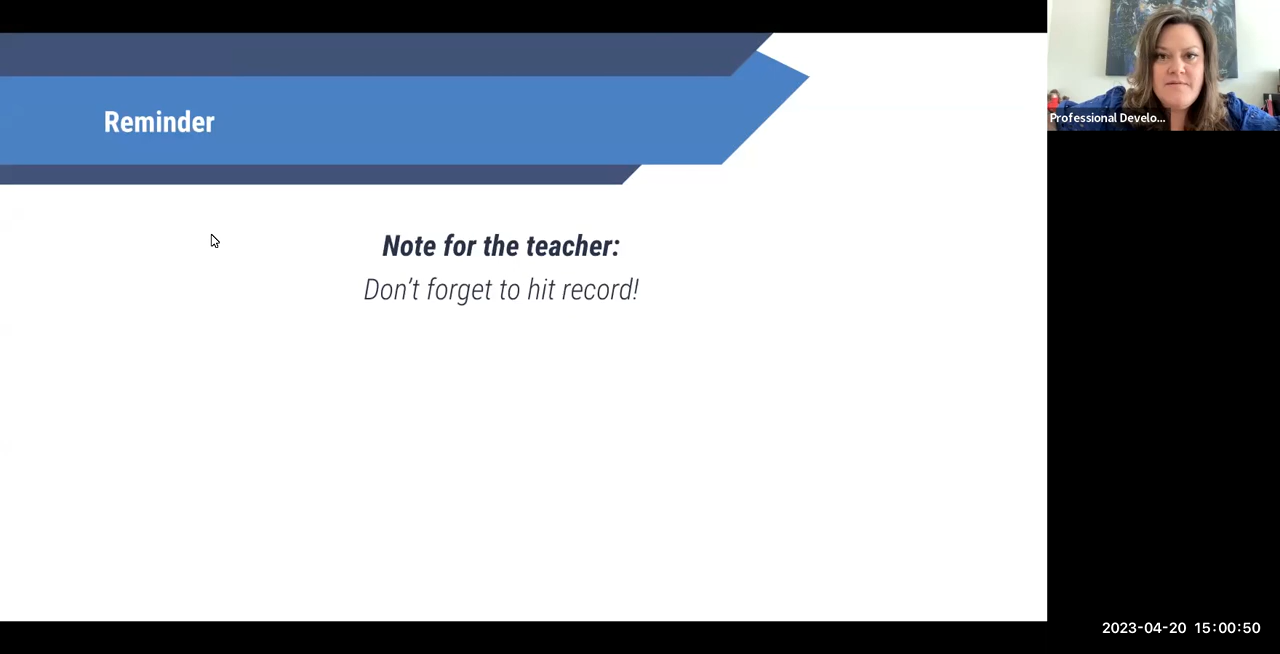 Reminder
Note for the teacher:
Don't forget to hit record!
Professional Develo...
2023-04-20 15:00:50